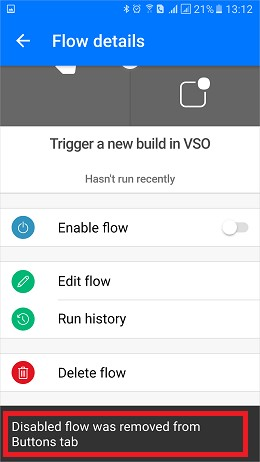 21% 13:12
Flow details
Trigger a new build in VSO
Hasn't run recently
Enable flow
Edit flow
Run history
Delete flow
Disabled flow was removed from
Buttons tab